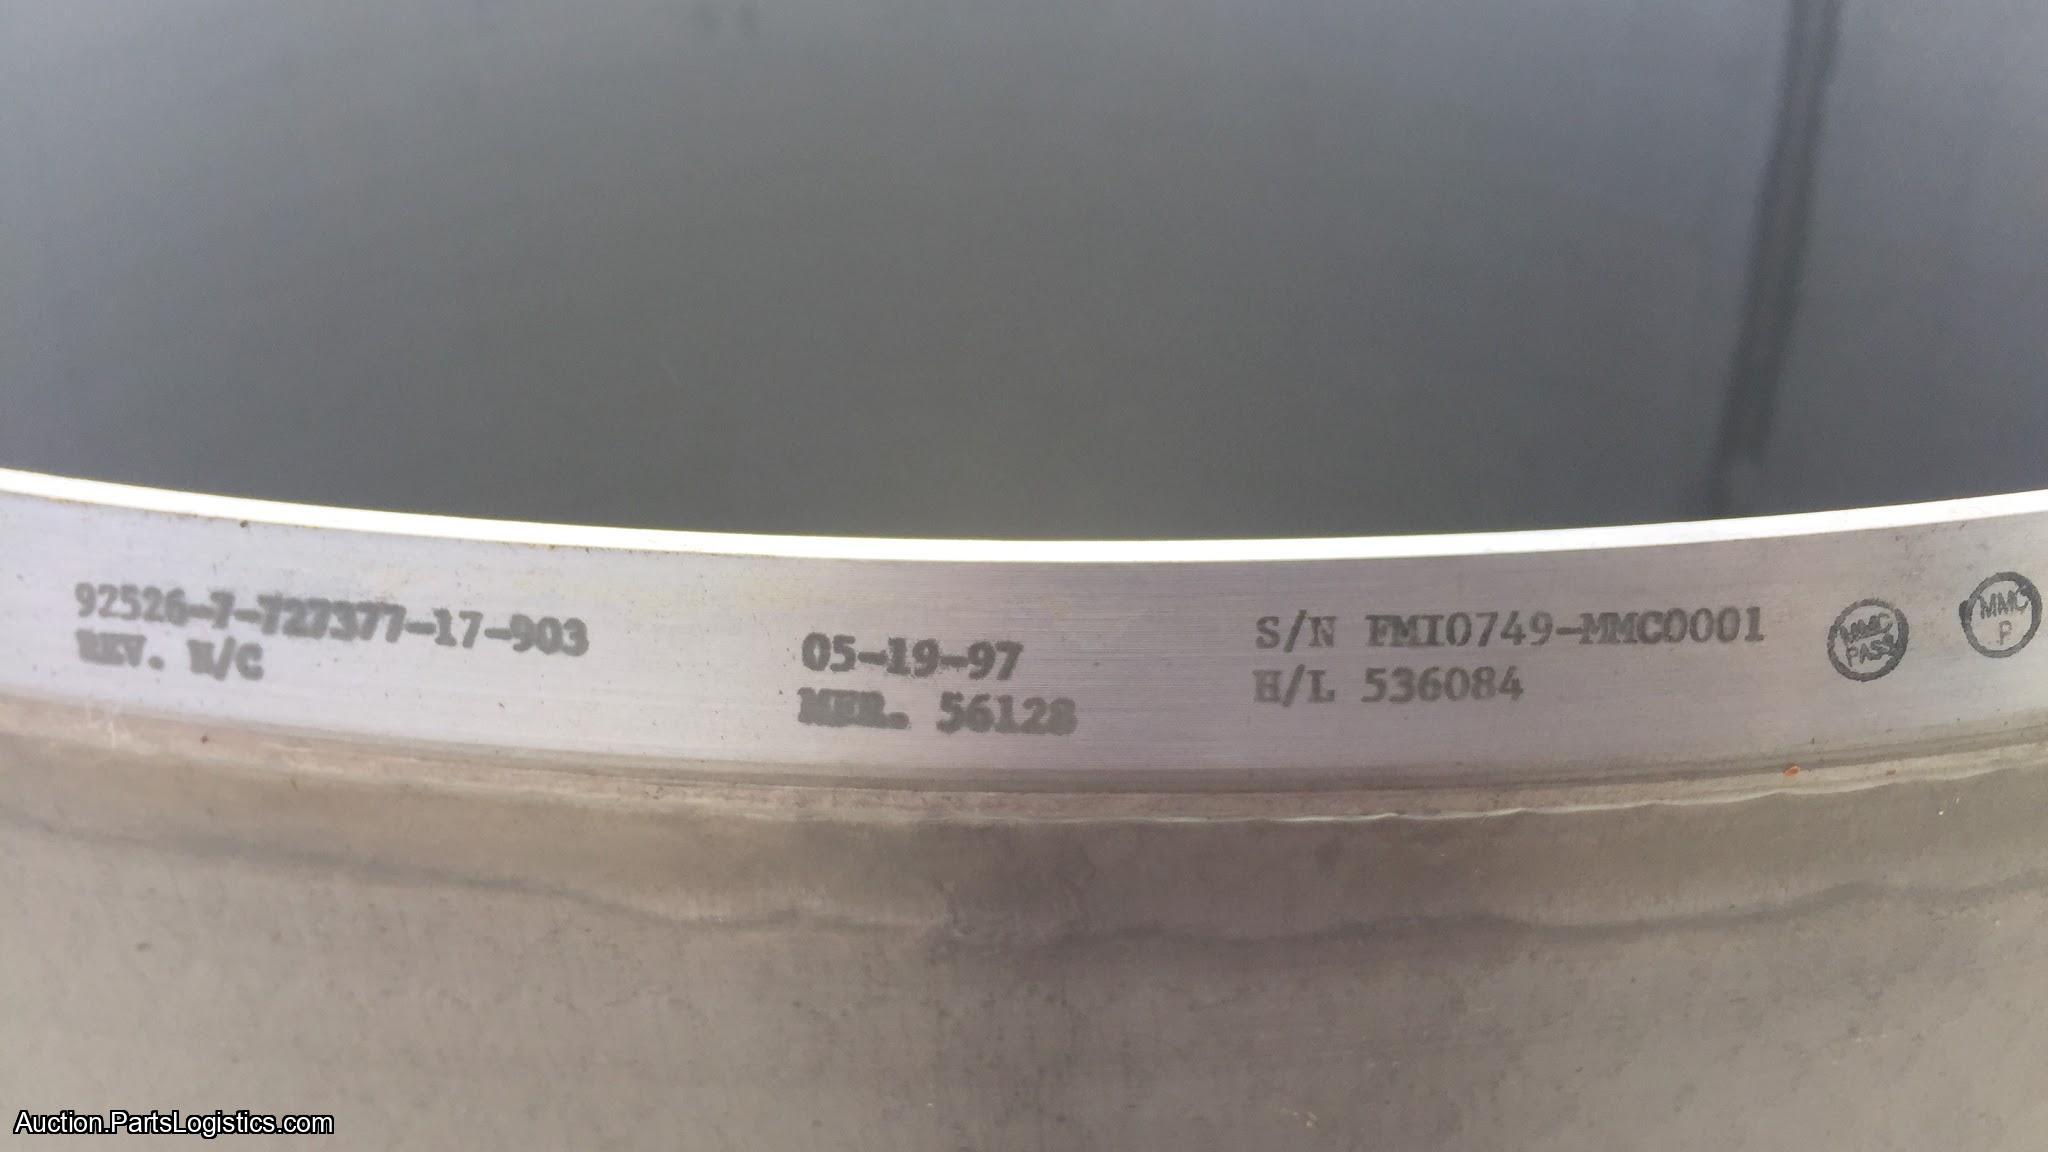 92526-7-727377-17-903
REV. N/C
05-19-97
MFR. 56128
S/N FMI0749-MMC0001
H/L 536084
MMC
PASS
MMC
P
Auction.PartsLogistics.com